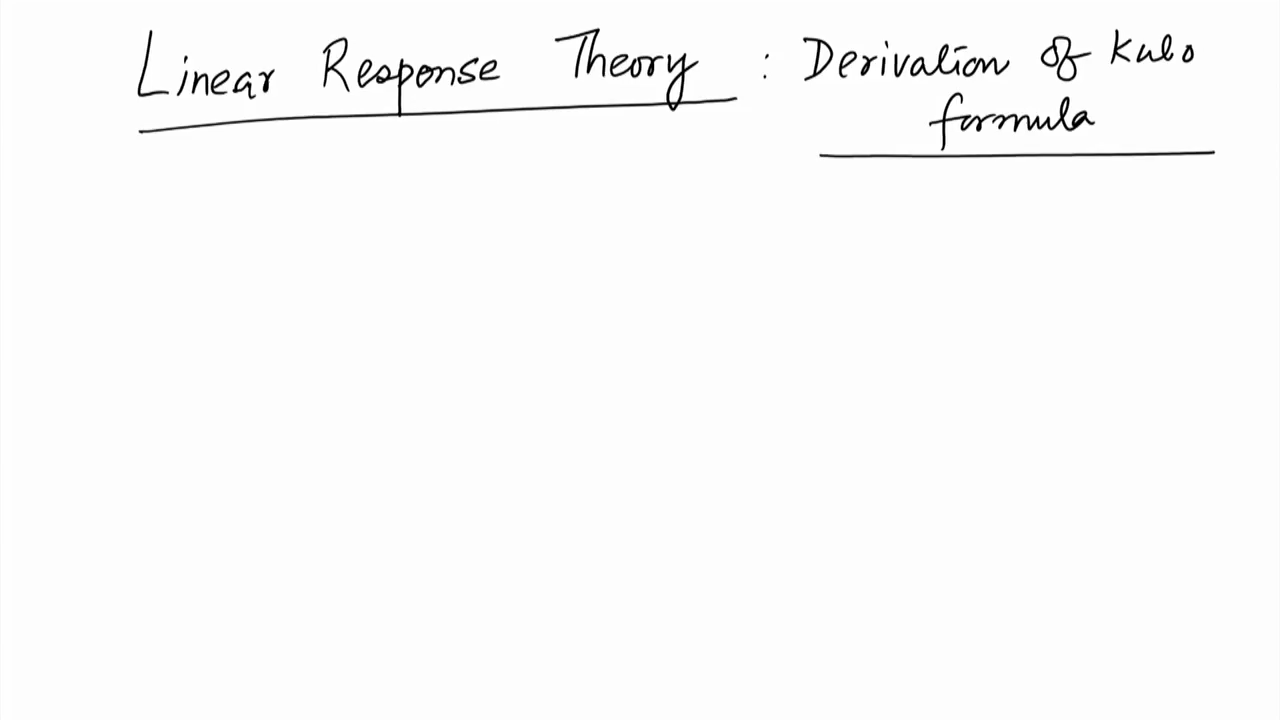 Linear Response Theory : Derivation of Kubo
formula